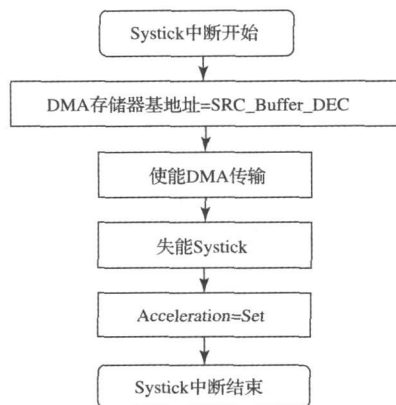 Systick中断开始
DMA存储器基地址=SRC_Buffer_DEC
使能DMA传输
失能Systick
Acceleration=Set
Systick中断结束